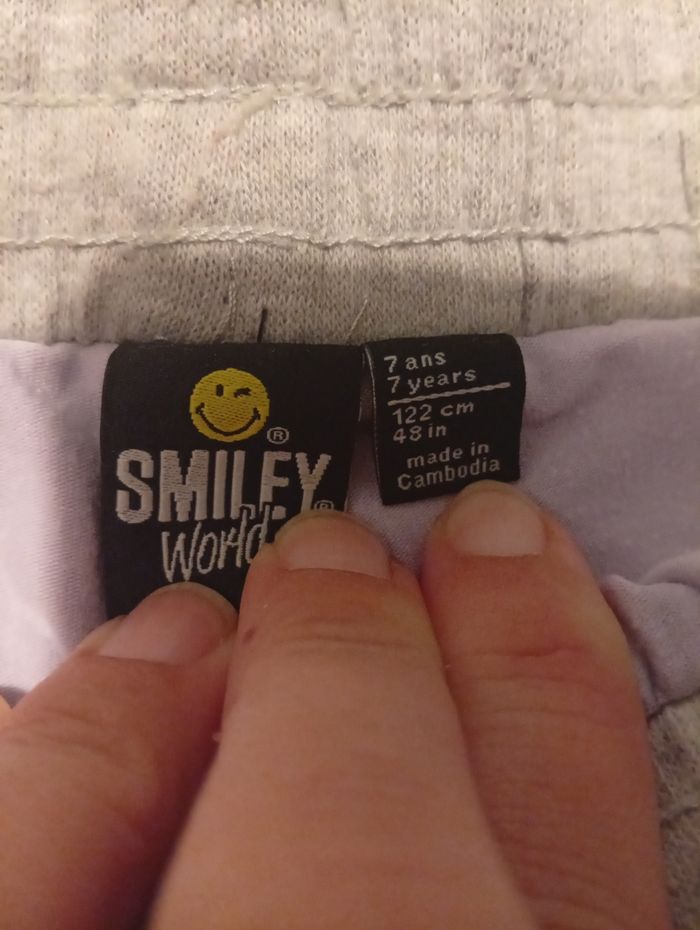 ®
SMILEY
World
®
7 ans
7 years
122 cm
48 in
made in
Cambodia